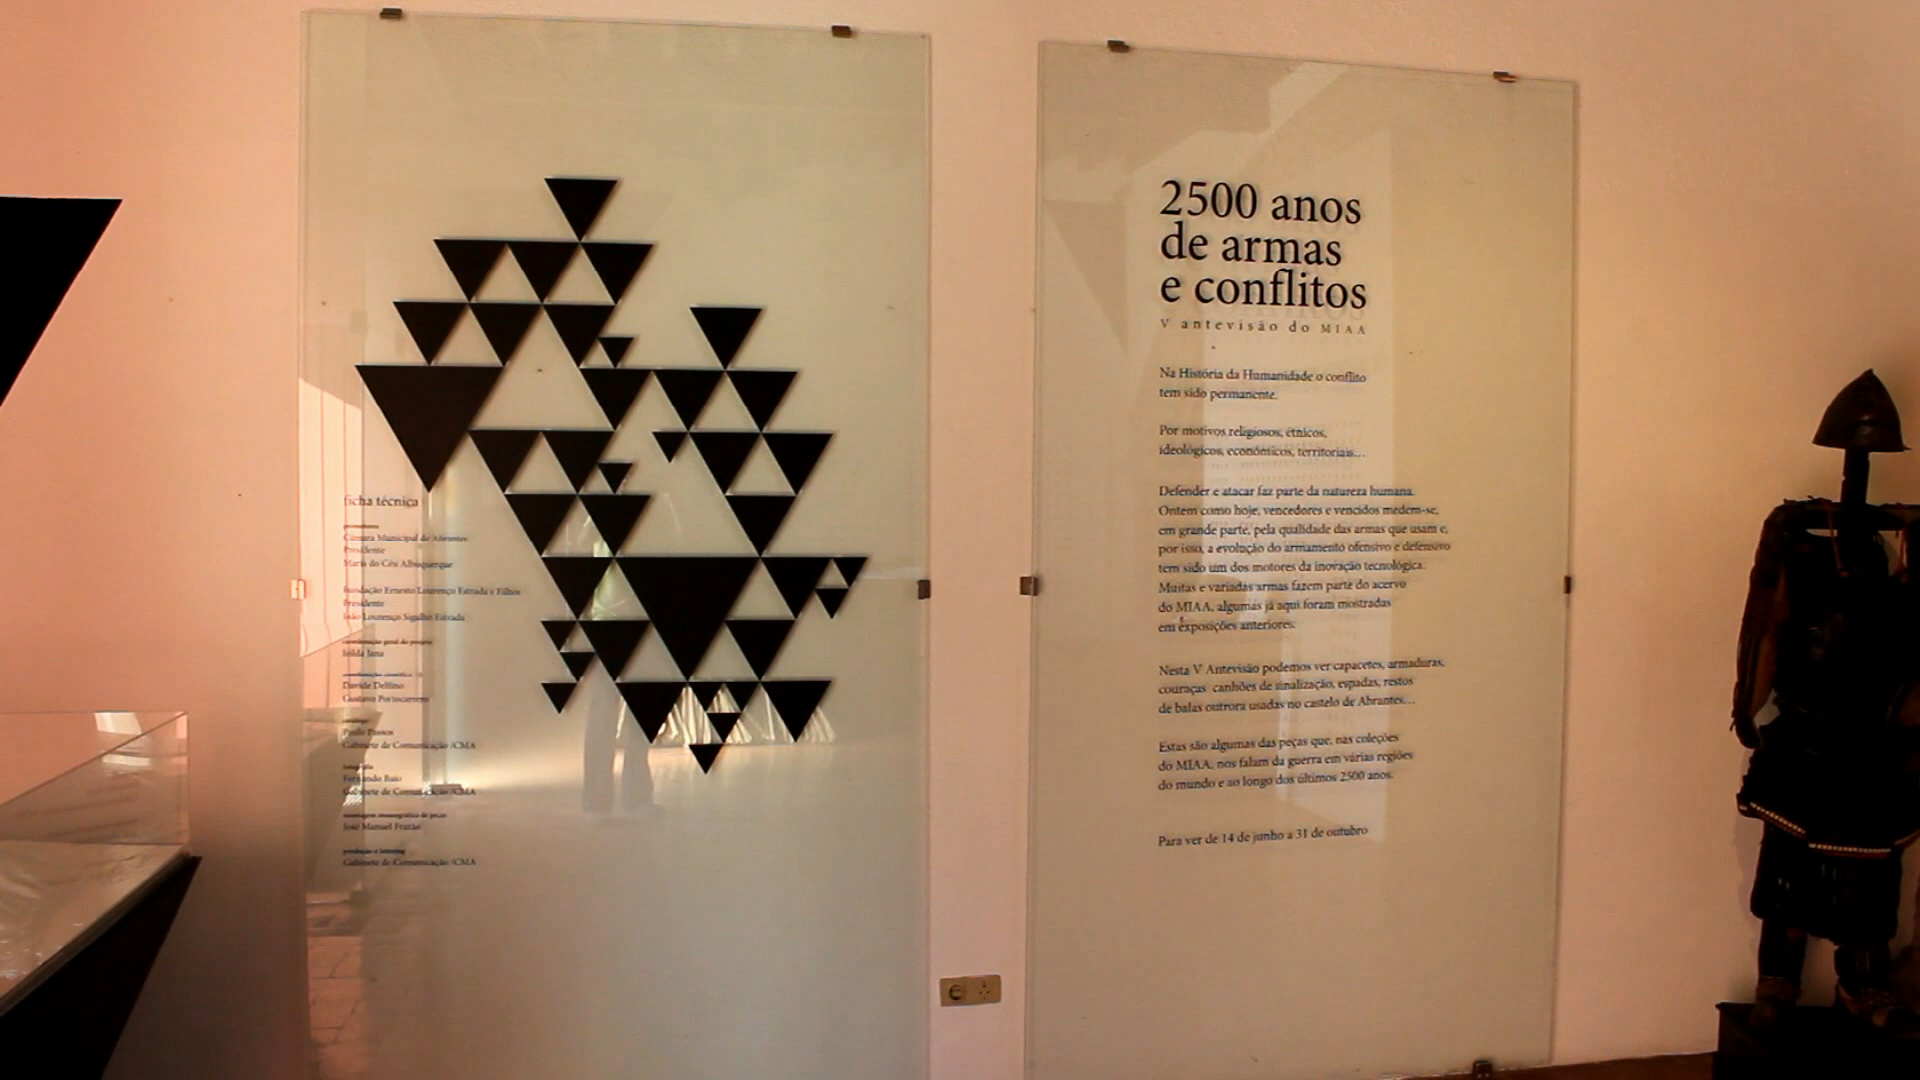 ficha técnica
promotores
Câmara Municipal de Abrantes
Presidente
Maria do Céu Albuquerque
Fundação Ernesto Lourenço Estrada e Filhos
Presidente
João Lourenço Sigalho Estrada
coordenação geral do projeto
Isilda Jana
coordenação científica
Davide Delfino
Gustavo Portocarrero
catálogo
Paulo Passos
Gabinete de Comunicação /CMA
fotografia
Fernando Baio
Gabinete de Comunicação /CMA
montagem museográfica de peças
José Manuel Frazão
produção e lettering
Gabinete de Comunicação /CMA
2500 anos
de armas
e conflitos
V antevisão do MIAA
Na História da Humanidade o conflito
tem sido permanente.
Por motivos religiosos, étnicos,
ideológicos, económicos, territoriais...
Defender e atacar faz parte da natureza humana.
Ontem como hoje, vencedores e vencidos medem-se,
em grande parte, pela qualidade das armas que usam e,
por isso, a evolução do armamento ofensivo e defensivo
tem sido um dos motores da inovação tecnológica.
Muitas e variadas armas fazem parte do acervo
do MIAA, algumas já aqui foram mostradas
em exposições anteriores.
Nesta V Antevisão podemos ver capacetes, armaduras,
couraças canhões de sinalização, espadas, restos
de balas outrora usadas no castelo de Abrantes...
Estas são algumas das peças que, nas coleções
do MIAA, nos falam da guerra em várias regiões
do mundo e ao longo dos últimos 2500 anos.
Para ver de 14 de junho a 31 de outubro